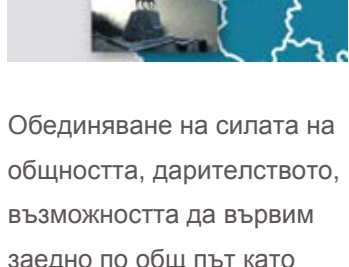 Обединяване на силата на
общността, дарителството,
възможността да вървим
заедно по общ път като